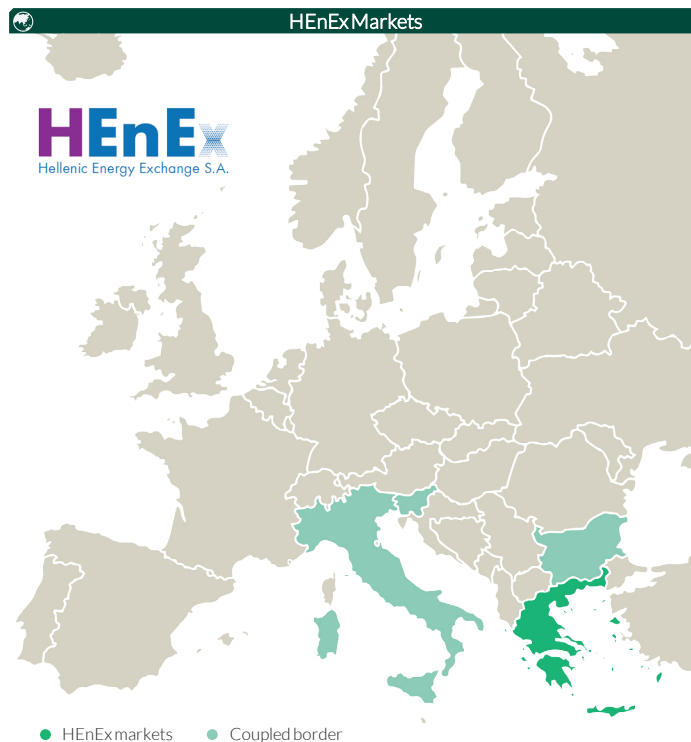 HEnEx Markets
HEnEx
Hellenic Energy Exchange S.A.
HEnEx markets
Coupled border